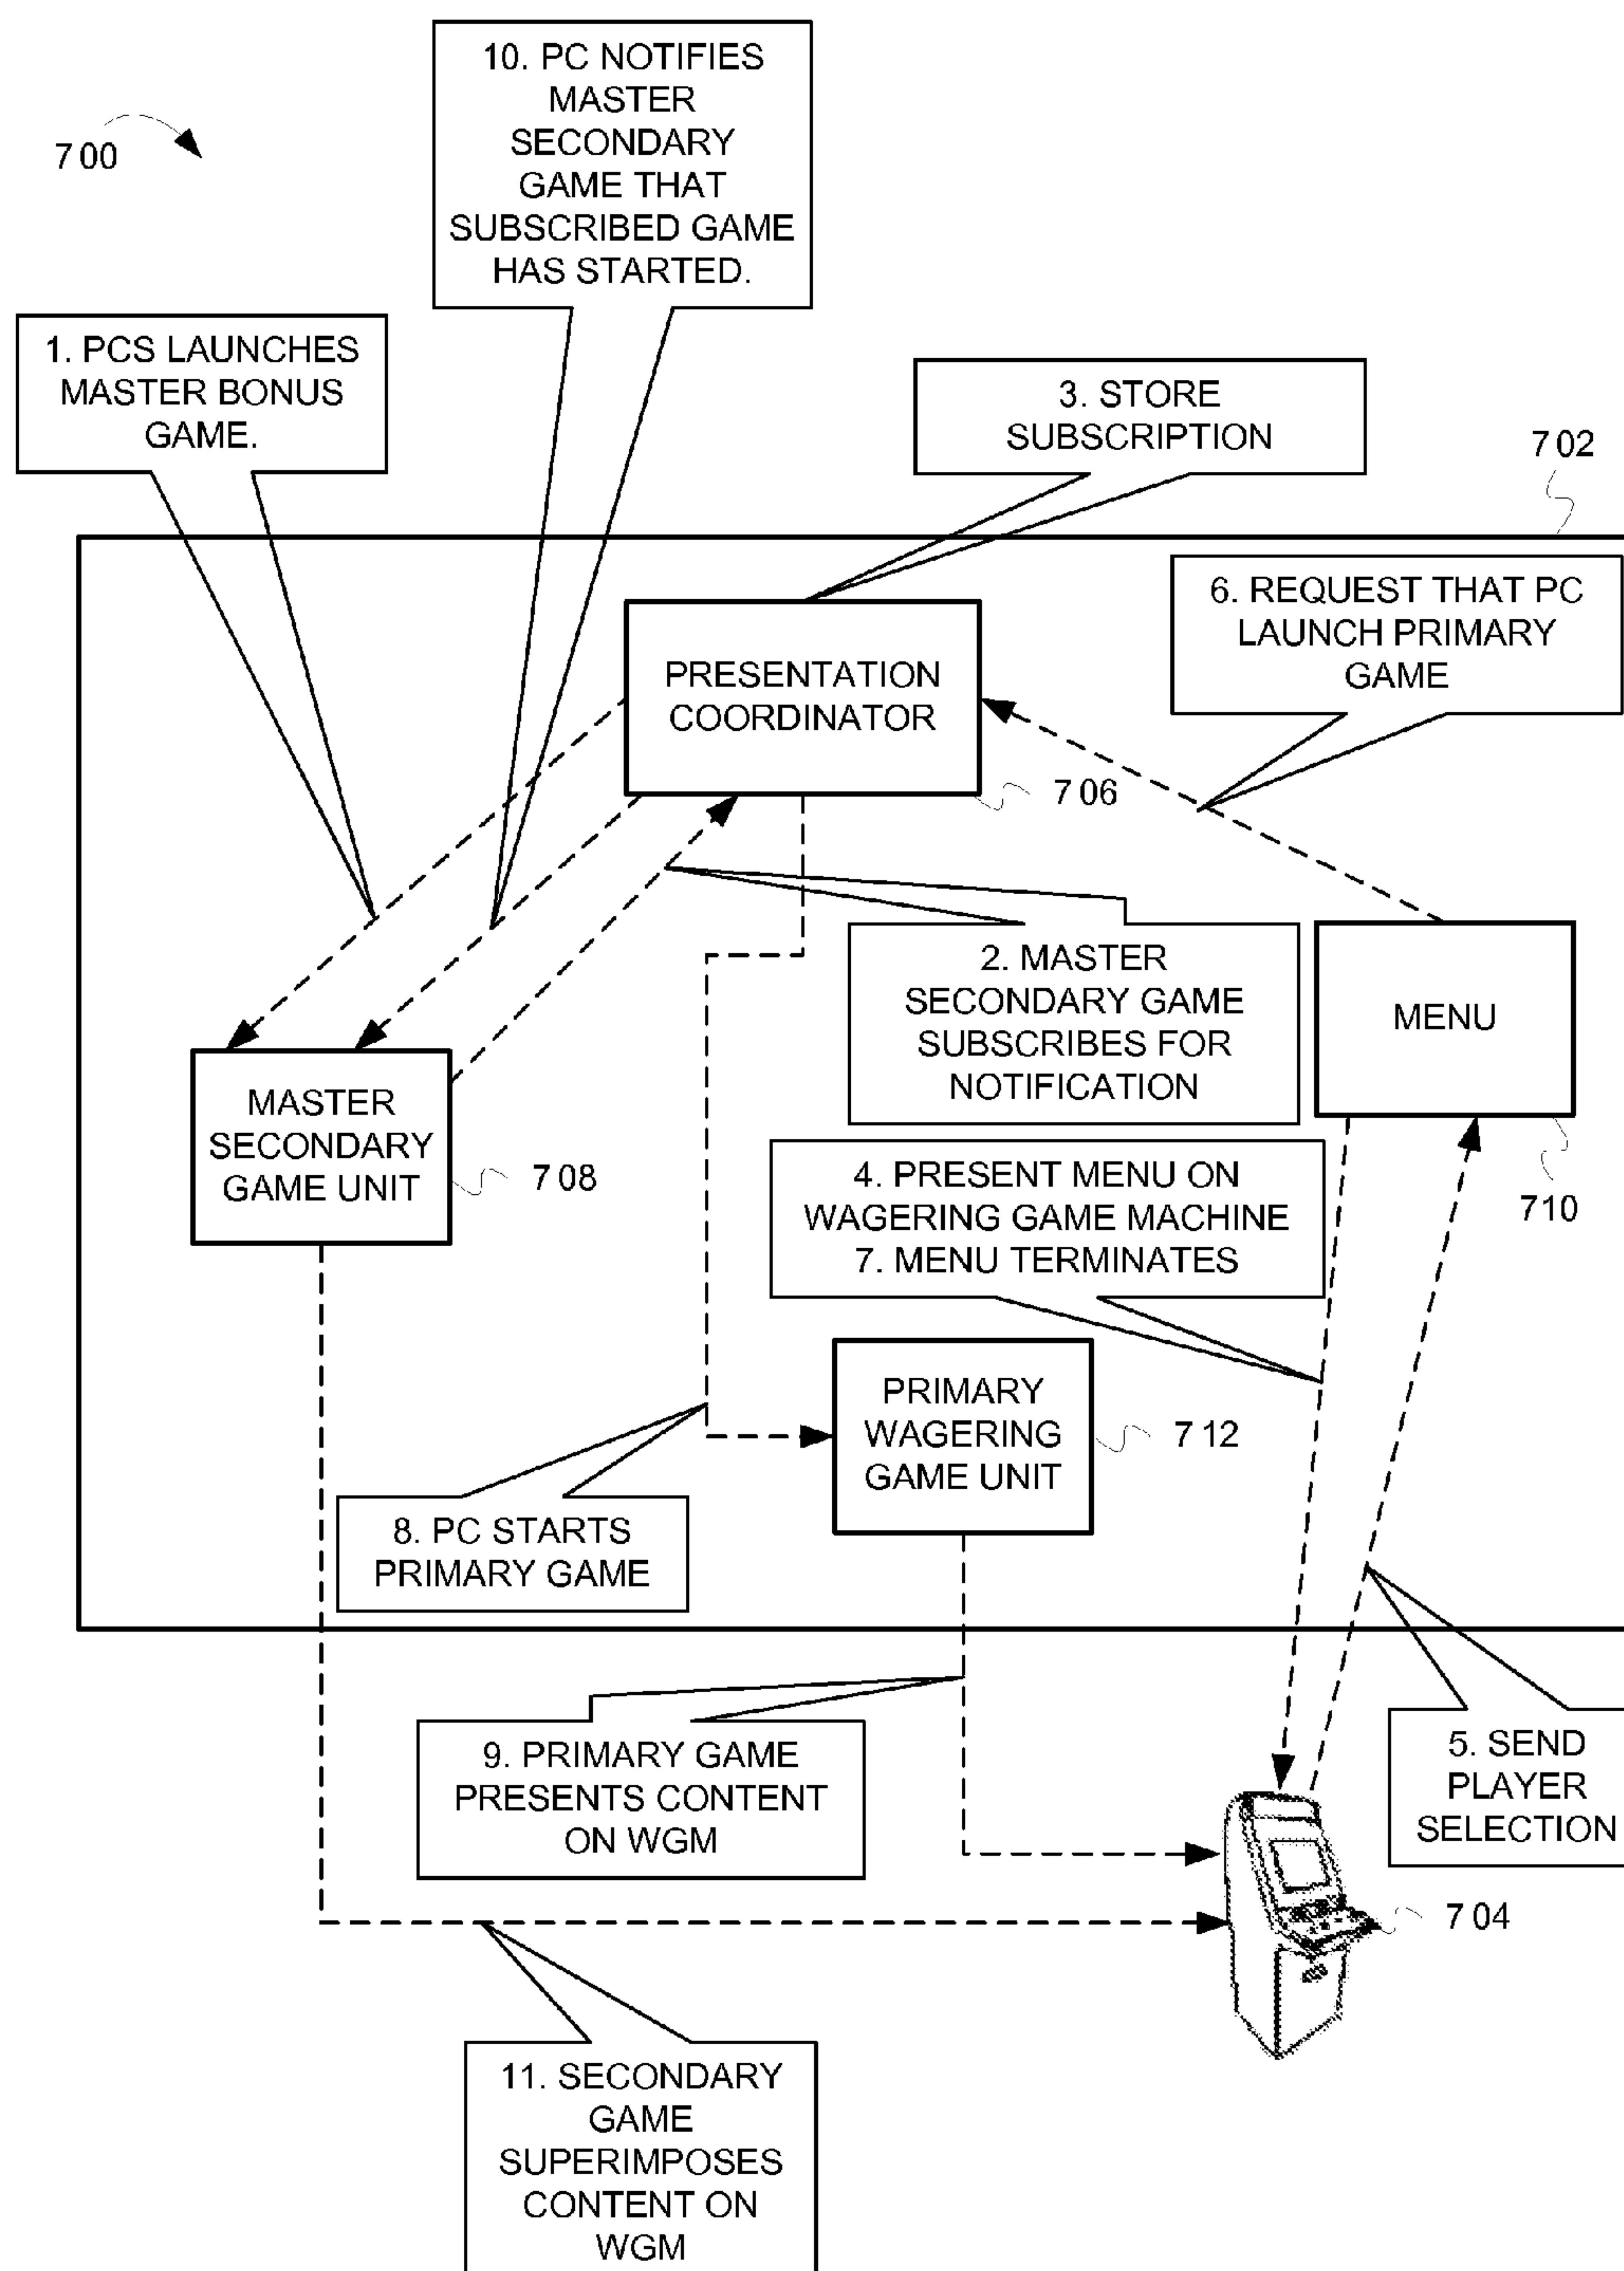 10. PC NOTIFIES
MASTER
SECONDARY
GAME THAT
SUBSCRIBED GAME
HAS STARTED.
700
1. PCS LAUNCHES
MASTER BONUS
GAME.
3. STORE
SUBSCRIPTION
702
6. REQUEST THAT PC
LAUNCH PRIMARY
GAME
PRESENTATION
COORDINATOR
706
2. MASTER
SECONDARY GAME
SUBSCRIBES FOR
NOTIFICATION
MENU
710
MASTER
SECONDARY
GAME UNIT
708
4. PRESENT MENU ON
WAGERING GAME MACHINE
7. MENU TERMINATES
PRIMARY
WAGERING
GAME UNIT
712
8. PC STARTS
PRIMARY GAME
9. PRIMARY GAME
PRESENTS CONTENT
ON WGM
5. SEND
PLAYER
SELECTION
704
11. SECONDARY
GAME
SUPERIMPOSES
CONTENT ON
WGM